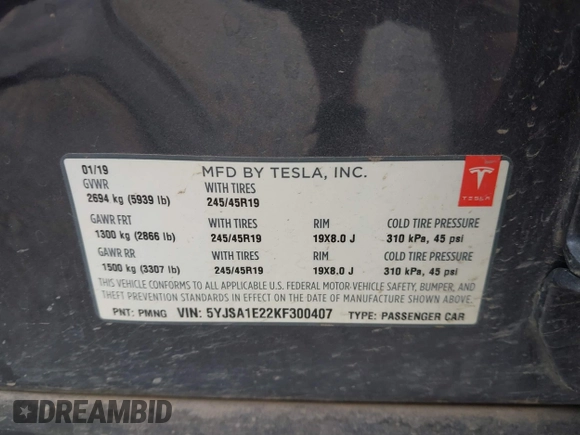 01/19 MFD BY TESLA, INC.
GVWR WITH TIRES
2694 kg (5939 lb) 245/45R19
TESLA
GAWR FRT WITH TIRES RIM COLD TIRE PRESSURE
1300 kg (2866 lb) 245/45R19 19X8.0 J 310 kPa, 45 psi
GAWR RR WITH TIRES RIM COLD TIRE PRESSURE
1500 kg (3307 lb) 245/45R19 19X8.0 J 310 kPa, 45 psi
THIS VEHICLE CONFORMS TO ALL APPLICABLE U.S. FEDERAL MOTOR-VEHICLE SAFETY, BUMPER, AND
THEFT PREVENTION STANDARDS IN EFFECT ON THE DATE OF MANUFACTURE SHOWN ABOVE.
PNT: PMNG VIN: 5YJSA1E22KF300407 TYPE: PASSENGER CAR
DREAMBID